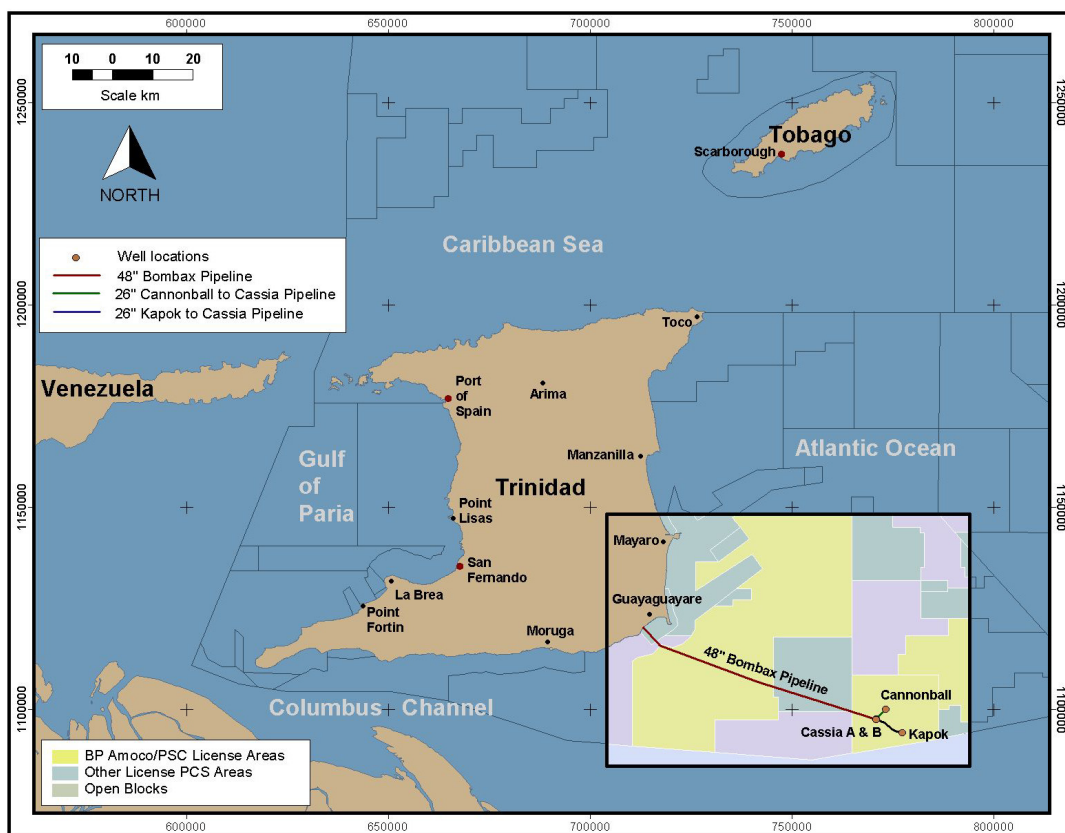 600000 650000 700000 750000 800000
10 0 10 20
Scale km
NORTH
1250000
1250000
Tobago
Scarborough
Caribbean Sea
Well locations
48" Bombax Pipeline
26" Cannonball to Cassia Pipeline
26" Kapok to Cassia Pipeline
1200000
1200000
Toco
Venezuela
Port
of
Spain
Arima
Manzanilla
Atlantic Ocean
Gulf
of
Paria
Trinidad
Point
Lisas
1150000
1150000
San
Fernando
La Brea
Point
Fortin
Mayaro
Guayaguayare
Moruga
48" Bombax Pipeline
Cannonball
Cassia A & B
Kapok
Columbus Channel
1100000
1100000
BP Amoco/PSC License Areas
Other License PCS Areas
Open Blocks
600000 650000 700000 750000 800000